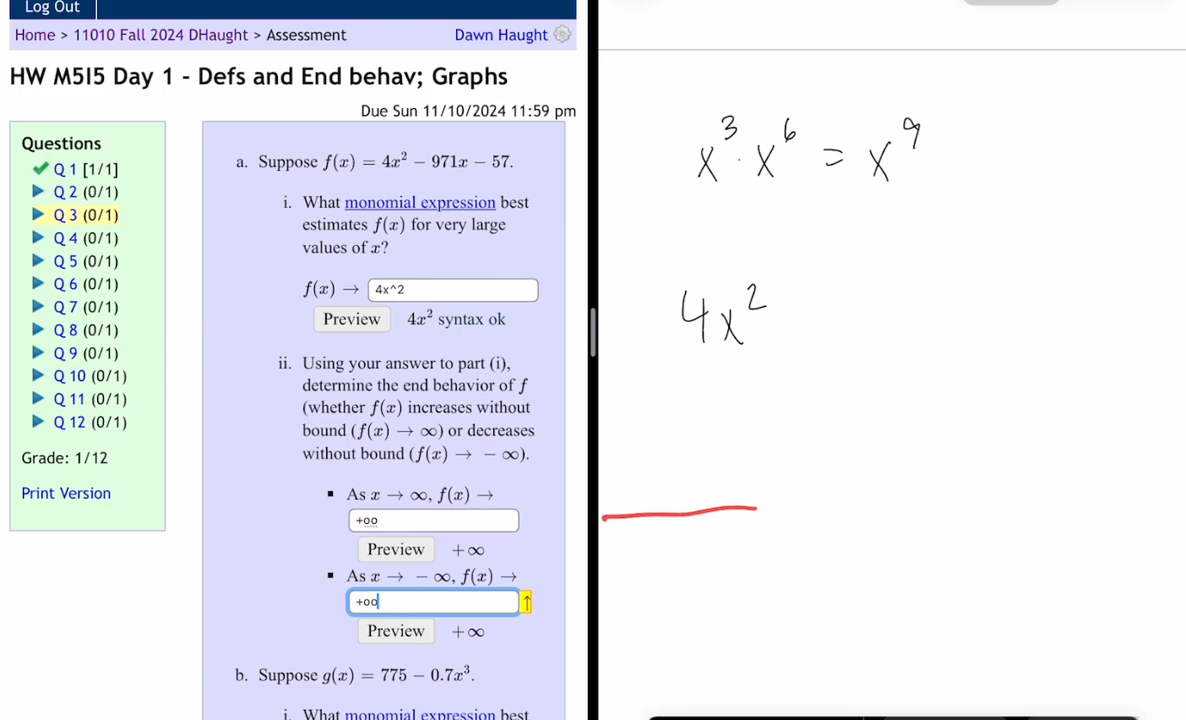 Log Out
Home > 11010 Fall 2024 DHaught > Assessment
Dawn Haught
HW M5I5 Day 1 - Defs and End behav; Graphs
Due Sun 11/10/2024 11:59 pm
Questions
Q 1 [1/1]
Q 2 (0/1)
Q 3 (0/1)
Q 4 (0/1)
Q 5 (0/1)
Q 6 (0/1)
Q 7 (0/1)
Q 8 (0/1)
Q 9 (0/1)
Q 10 (0/1)
Q 11 (0/1)
Q 12 (0/1)
Grade: 1/12
Print Version
a. Suppose f(x) = 4x² − 971x − 57.
i. What monomial expression best
estimates f(x) for very large
values of x?
f(x) → 4x^2
Preview 4x² syntax ok
ii. Using your answer to part (i),
determine the end behavior of f
(whether f(x) increases without
bound (f(x) → ∞) or decreases
without bound (f(x) → − ∞).
▪ As x → ∞, f(x) →
+oo
Preview +∞
▪ As x → − ∞, f(x) →
+oo ↑
Preview +∞
b. Suppose g(x) = 775 − 0.7x³.
i. What monomial expression best
x³ · x⁶ = x⁹
4x²